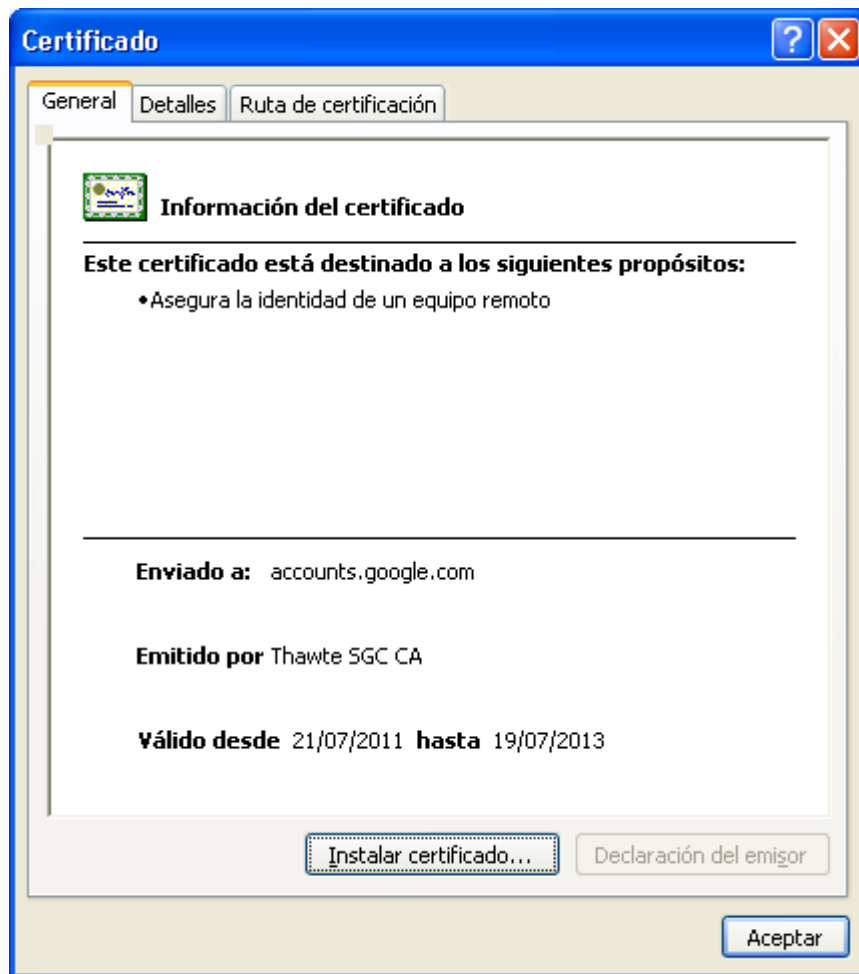 Certificado
General Detalles Ruta de certificación
Información del certificado
Este certificado está destinado a los siguientes propósitos:
•Asegura la identidad de un equipo remoto
Enviado a: accounts.google.com
Emitido por Thawte SGC CA
Válido desde 21/07/2011 hasta 19/07/2013
Instalar certificado... Declaración del emisor
Aceptar